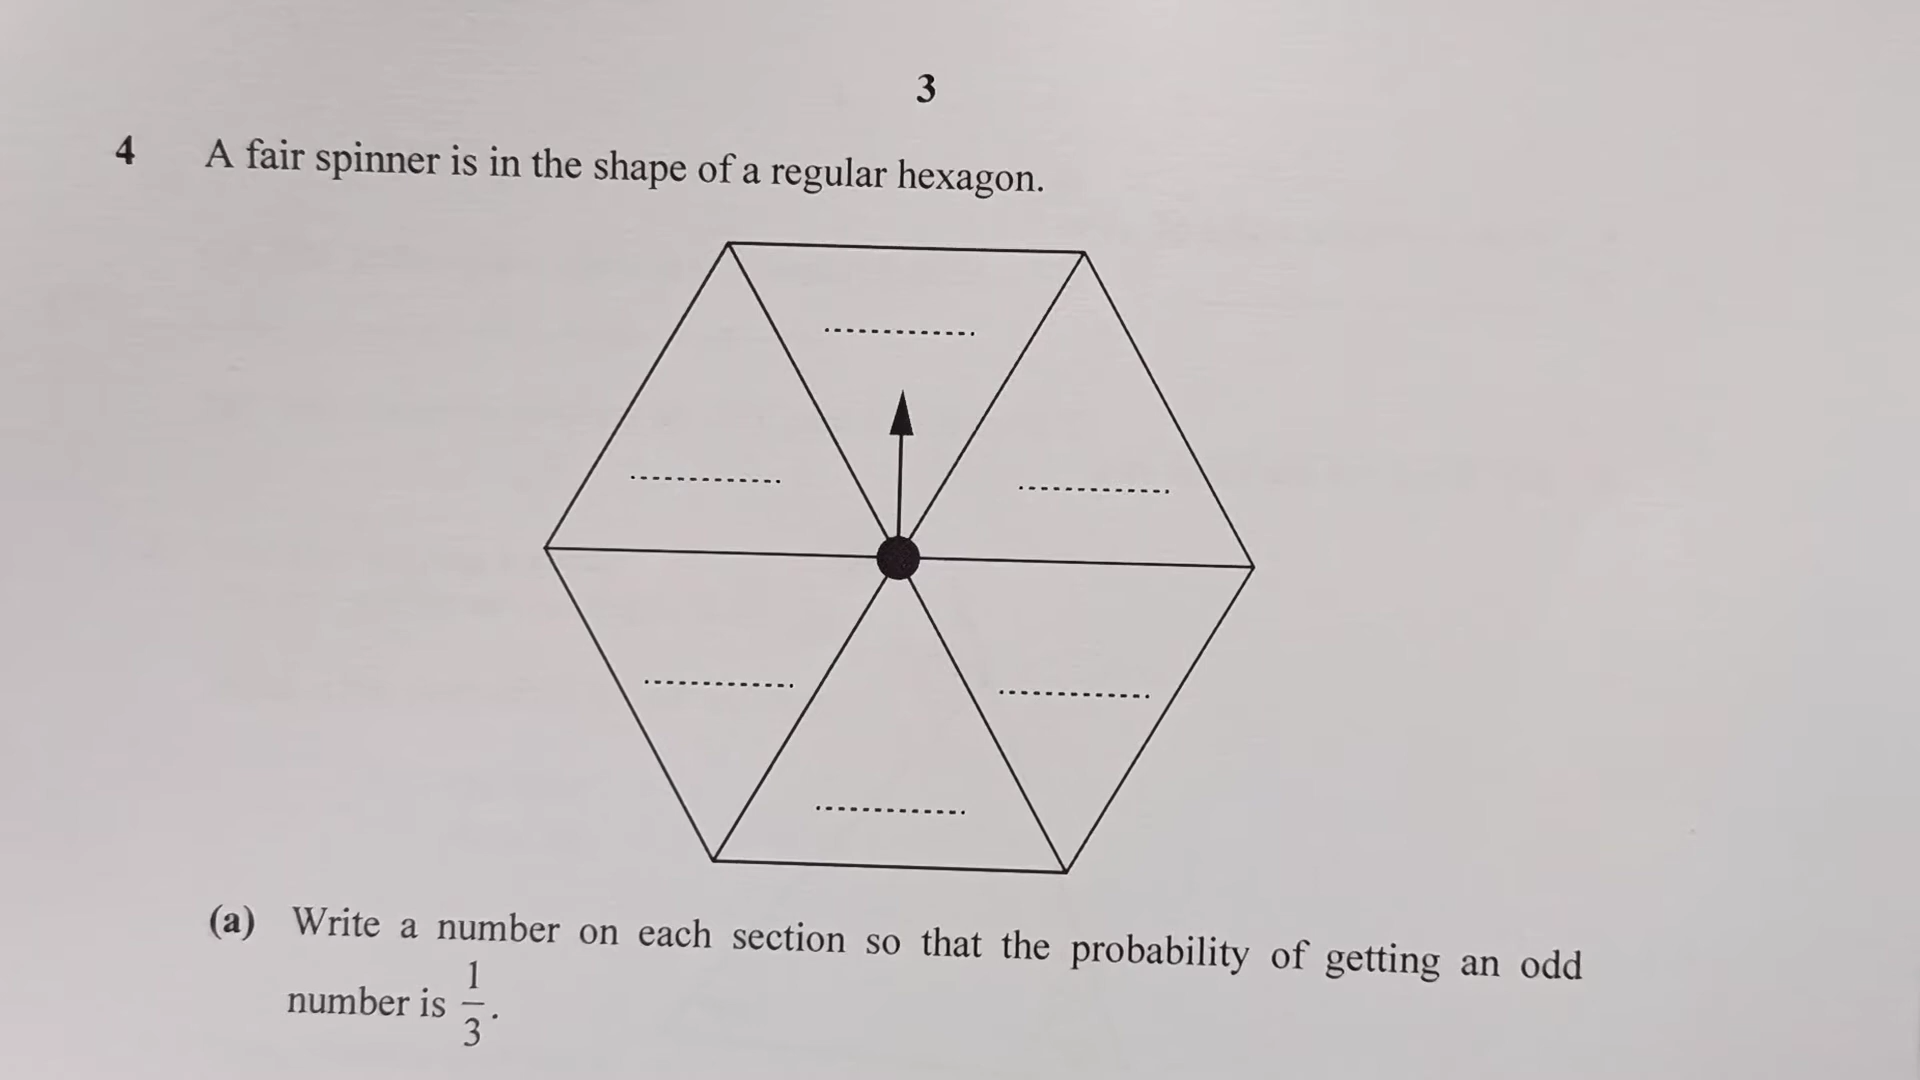 3
4 A fair spinner is in the shape of a regular hexagon.
(a) Write a number on each section so that the probability of getting an odd
number is 1/3.